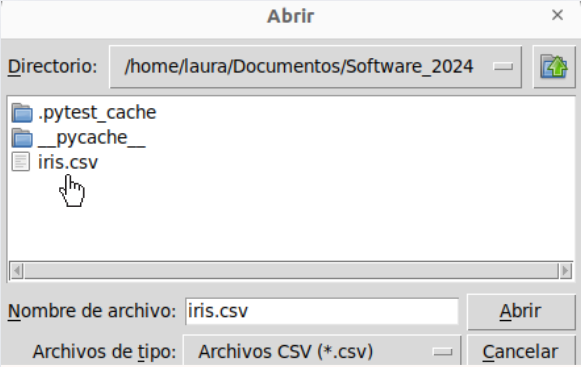 Abrir
Directorio: /home/laura/Documentos/Software_2024
.pytest_cache
__pycache__
iris.csv
Nombre de archivo: iris.csv Abrir
Archivos de tipo: Archivos CSV (*.csv) Cancelar